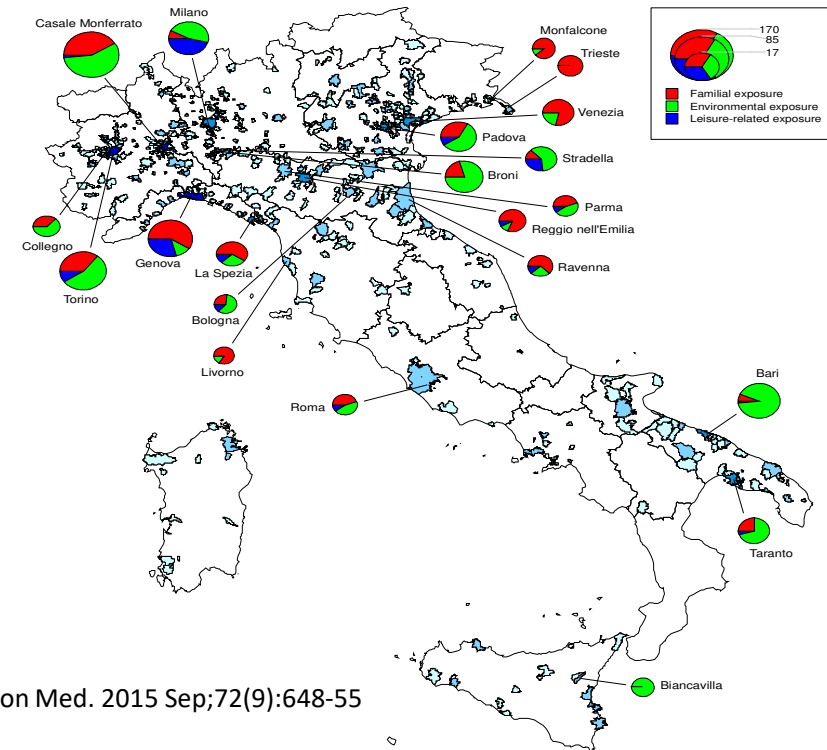 Casale Monferrato
Milano
Monfalcone
Trieste
Venezia
Padova
Stradella
Broni
Parma
Reggio nell'Emilia
Ravenna
Collegno
Torino
Genova
La Spezia
Bologna
Livorno
Roma
Bari
Taranto
Biancavilla
170
85
17
Familial exposure
Environmental exposure
Leisure-related exposure
on Med. 2015 Sep;72(9):648-55